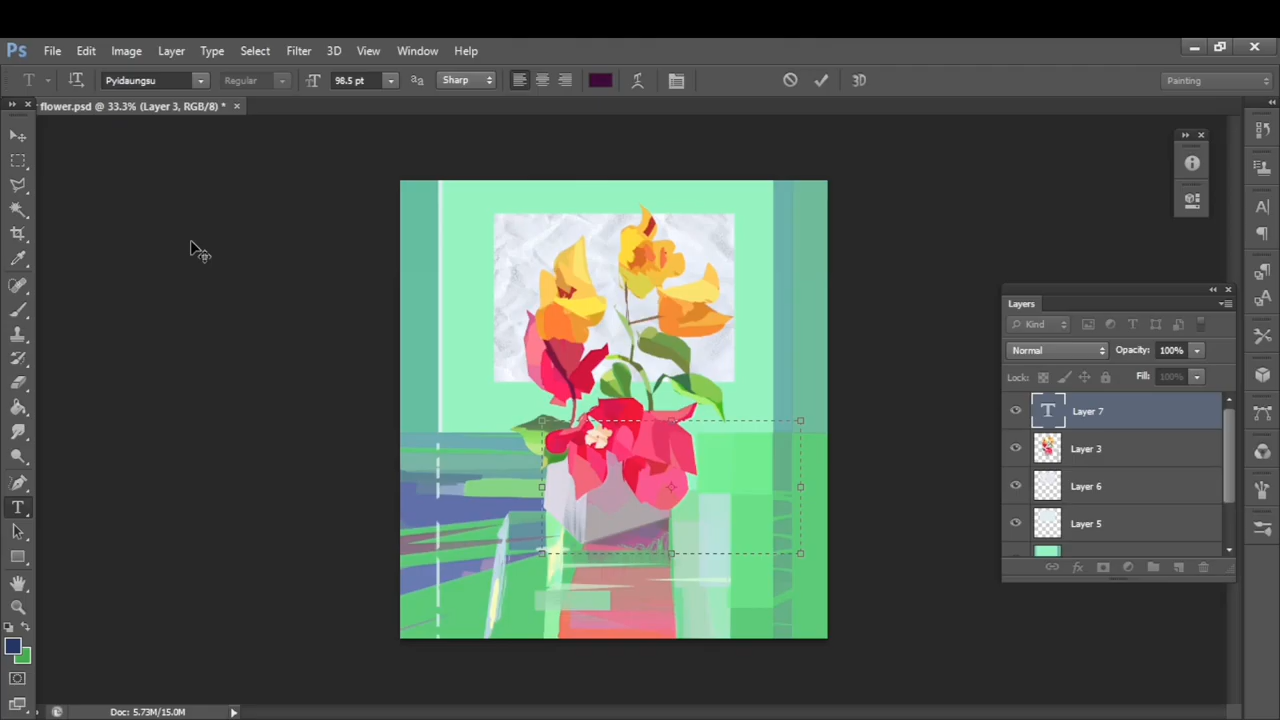 Ps File Edit Image Layer Type Select Filter 3D View Window Help
T Pyidaungsu Regular 98.5 pt aa Sharp 3D Painting
flower.psd @ 33.3% (Layer 3, RGB/8) * ×
Layers
Kind
Normal Opacity: 100%
Lock: Fill: 100%
T Layer 7
Layer 3
Layer 6
Layer 5
fx
Doc: 5.73M/15.0M